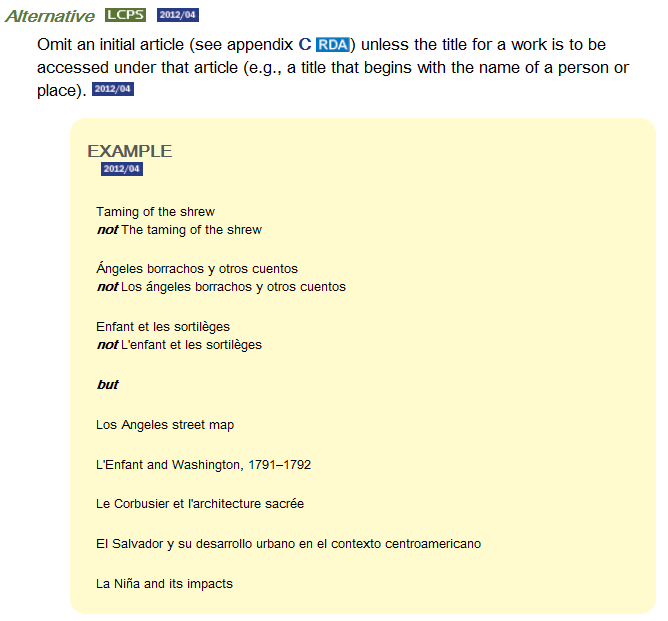 Alternative LCPS 2012/04
Omit an initial article (see appendix C RDA) unless the title for a work is to be
accessed under that article (e.g., a title that begins with the name of a person or
place). 2012/04
EXAMPLE
2012/04
Taming of the shrew
not The taming of the shrew
Ángeles borrachos y otros cuentos
not Los ángeles borrachos y otros cuentos
Enfant et les sortilèges
not L'enfant et les sortilèges
but
Los Angeles street map
L'Enfant and Washington, 1791–1792
Le Corbusier et l'architecture sacrée
El Salvador y su desarrollo urbano en el contexto centroamericano
La Niña and its impacts